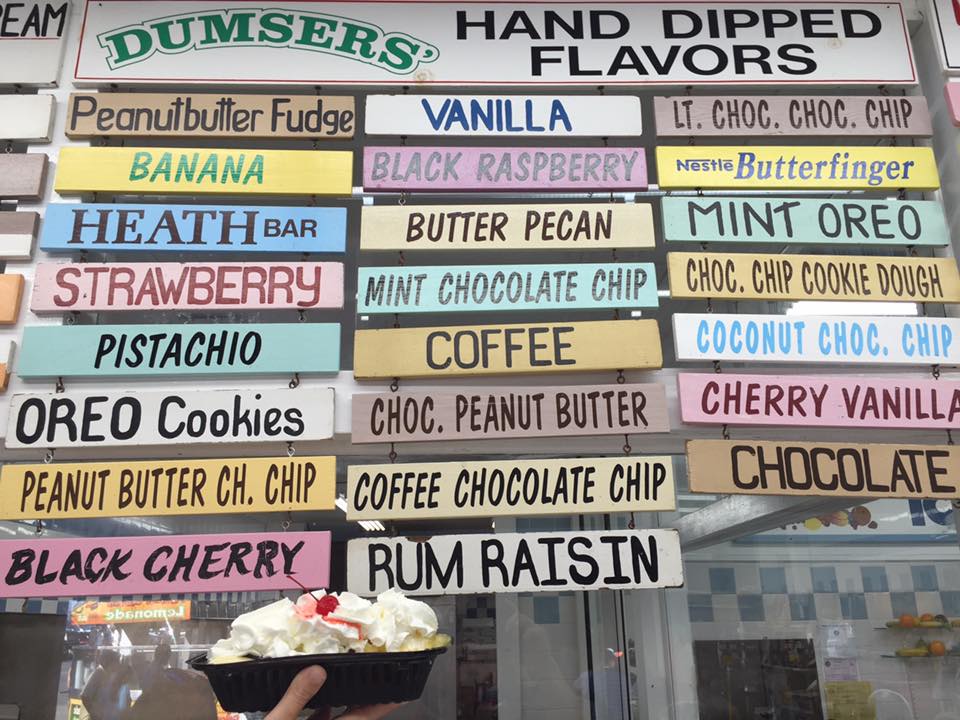 EAM
DUMSERS'
HAND DIPPED
FLAVORS
Peanutbutter Fudge
BANANA
HEATH BAR
STRAWBERRY
PISTACHIO
OREO Cookies
PEANUT BUTTER CH. CHIP
BLACK CHERRY
VANILLA
BLACK RASPBERRY
BUTTER PECAN
MINT CHOCOLATE CHIP
COFFEE
CHOC. PEANUT BUTTER
COFFEE CHOCOLATE CHIP
RUM RAISIN
LT. CHOC. CHOC. CHIP
Nestlē Butterfinger
MINT OREO
CHOC. CHIP COOKIE DOUGH
COCONUT CHOC. CHIP
CHERRY VANILLA
CHOCOLATE
Lemonade